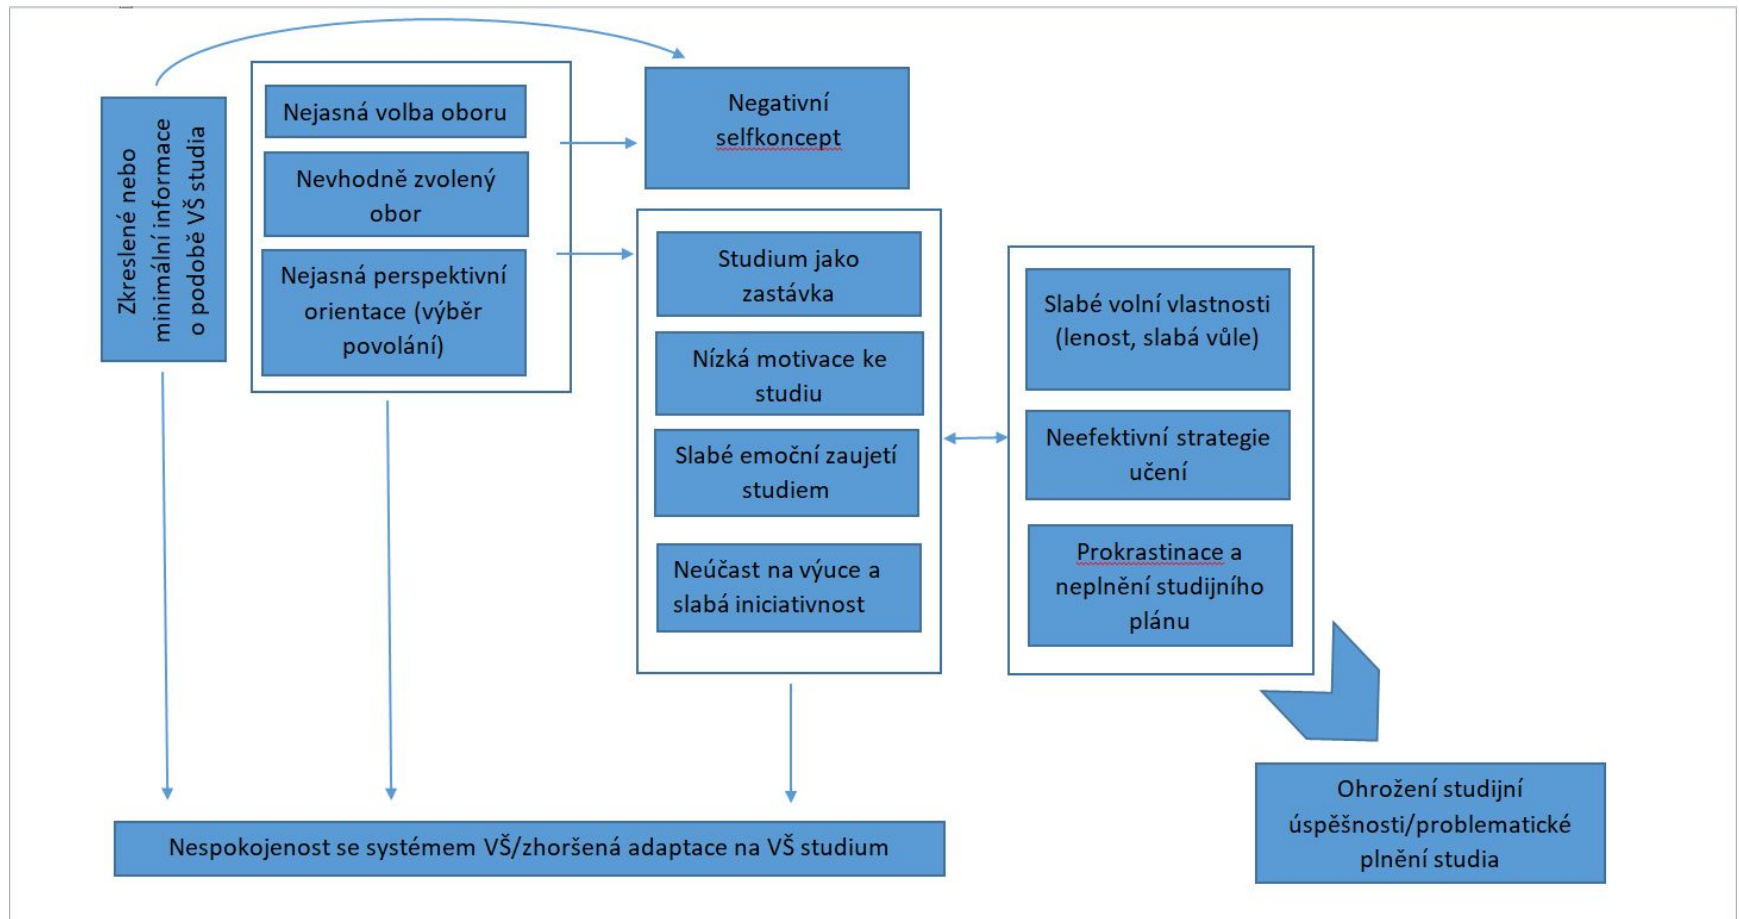 Zkreslené nebo
minimální informace
o podobě VŠ studia
Nejasná volba oboru
Nevhodně zvolený
obor
Nejasná perspektivní
orientace (výběr
povolání)
Negativní
selfkoncept
Studium jako
zastávka
Nízká motivace ke
studiu
Slabé emoční zaujetí
studiem
Neúčast na výuce a
slabá iniciativnost
Slabé volní vlastnosti
(lenost, slabá vůle)
Neefektivní strategie
učení
Prokrastinace a
neplnění studijního
plánu
Nespokojenost se systémem VŠ/zhoršená adaptace na VŠ studium
Ohrožení studijní
úspěšnosti/problematické
plnění studia